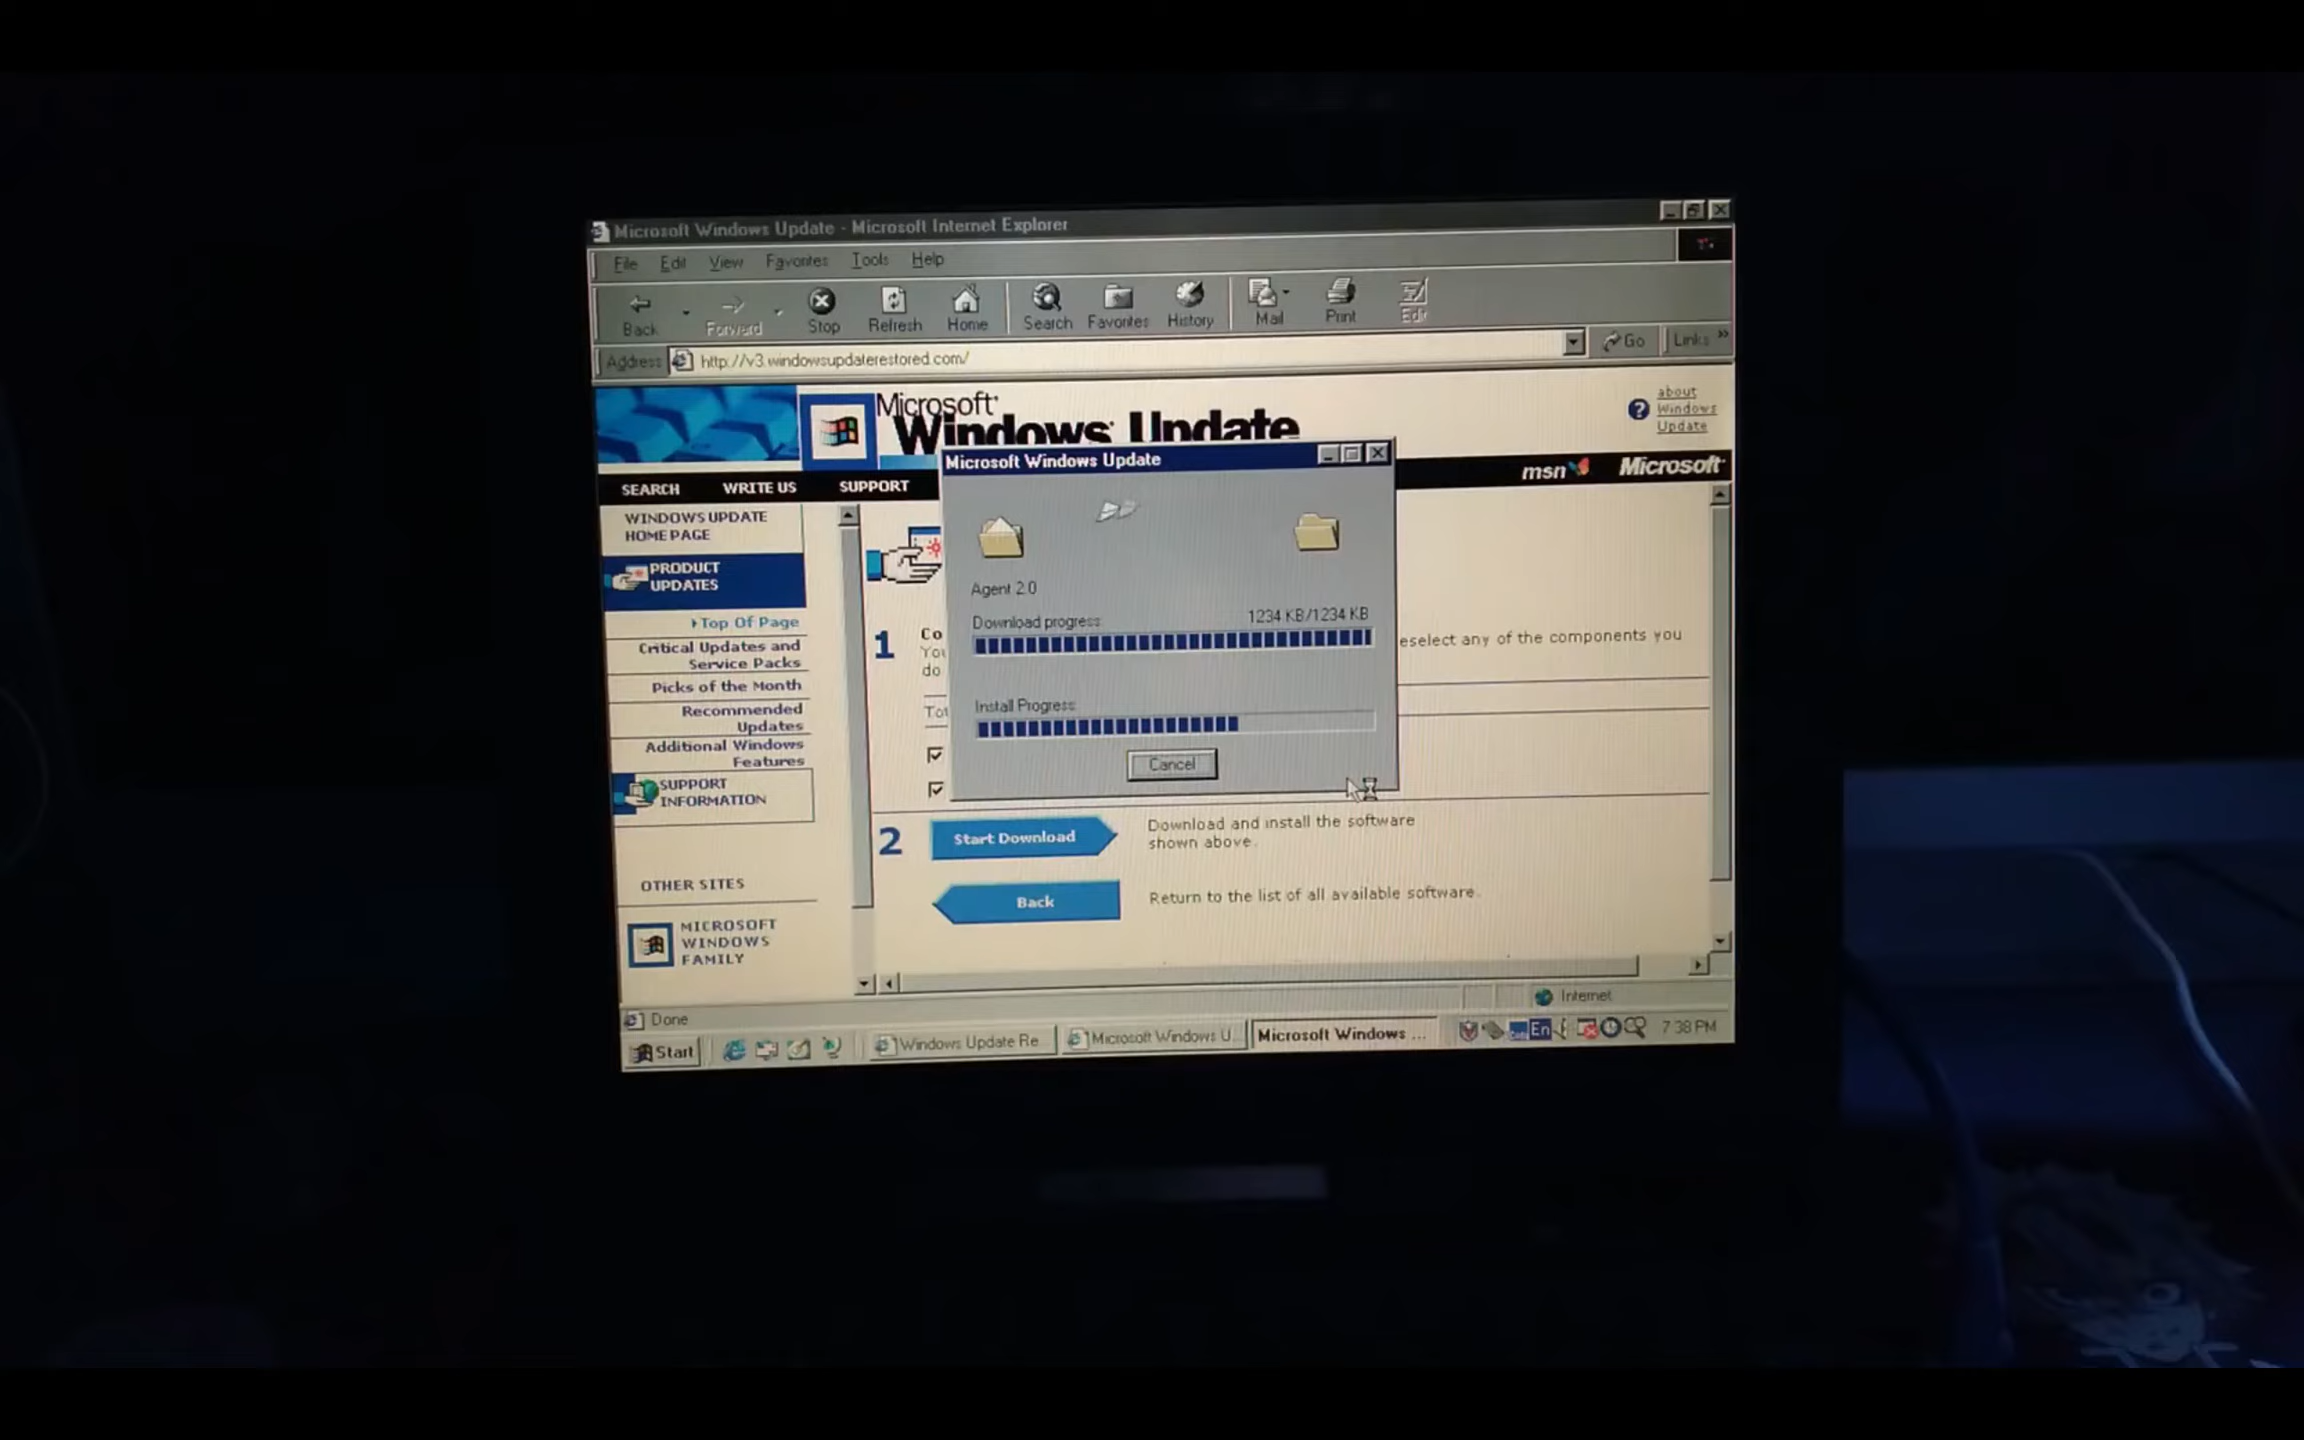 Microsoft Windows Update - Microsoft Internet Explorer
File Edit View Favorites Tools Help
Back Forward Stop Refresh Home Search Favorites History Mail Print Edit
Address http://v3.windowsupdaterestored.com/ Go Links »
Microsoft
Windows Update
about
Windows
Update
SEARCH WRITE US SUPPORT
msn Microsoft
WINDOWS UPDATE
HOME PAGE
PRODUCT
UPDATES
Top Of Page
Critical Updates and
Service Packs
Picks of the Month
Recommended
Updates
Additional Windows
Features
SUPPORT
INFORMATION
OTHER SITES
MICROSOFT
WINDOWS
FAMILY
Microsoft Windows Update
Agent 2.0
Download progress: 1234 KB/1234 KB
Install Progress:
Cancel
1 Co
You
do
eselect any of the components you
Tot
2 Start Download
Download and install the software
shown above.
Back
Return to the list of all available software.
Done
Internet
Start
Windows Update Re...
Microsoft Windows U...
Microsoft Windows ...
En
7:38 PM